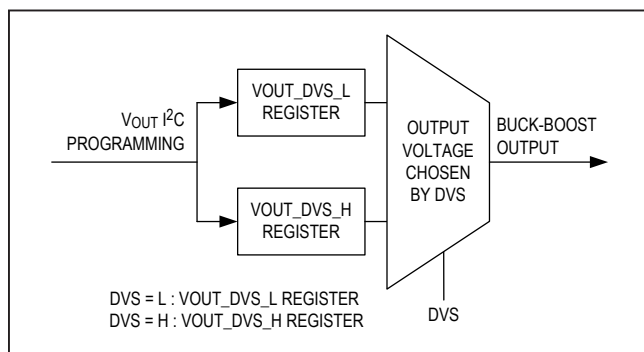 VOUT I²C
PROGRAMMING
VOUT_DVS_L
REGISTER
VOUT_DVS_H
REGISTER
OUTPUT
VOLTAGE
CHOSEN
BY DVS
BUCK-BOOST
OUTPUT
DVS
DVS = L : VOUT_DVS_L REGISTER
DVS = H : VOUT_DVS_H REGISTER